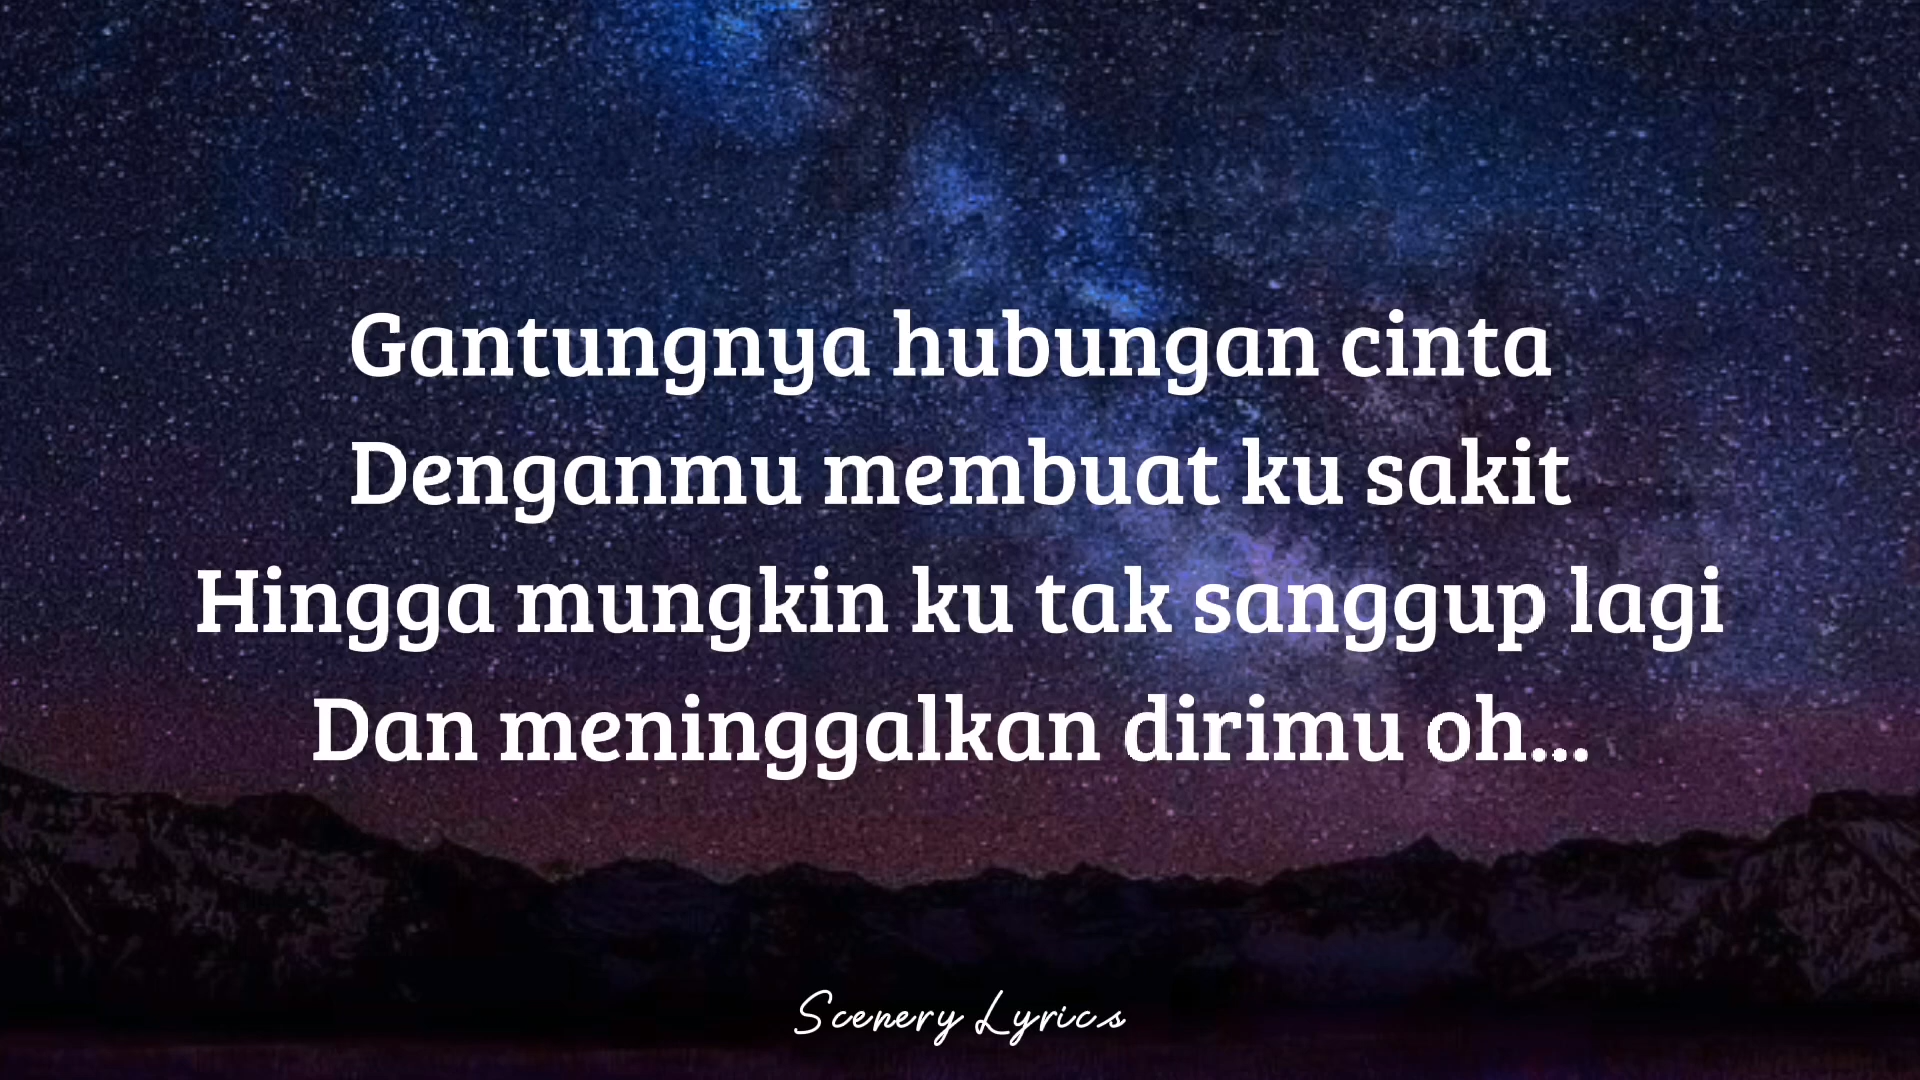 Gantungnya hubungan cinta
Denganmu membuat ku sakit
Hingga mungkin ku tak sanggup lagi
Dan meninggalkan dirimu oh...
Scenery Lyrics